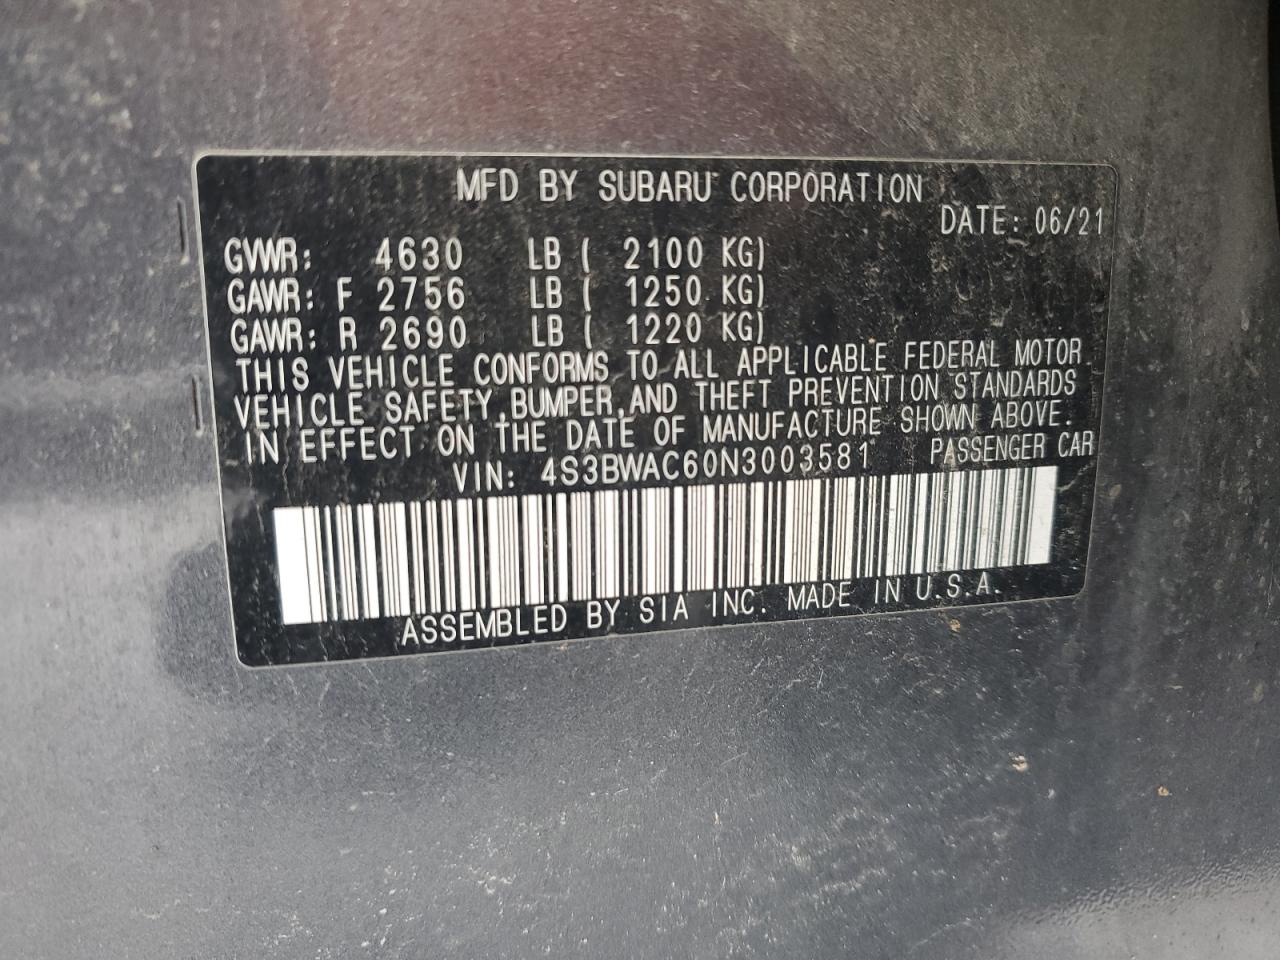 MFD BY SUBARU CORPORATION
DATE: 06/21
GVWR: 4630 LB ( 2100 KG)
GAWR: F 2756 LB ( 1250 KG)
GAWR: R 2690 LB ( 1220 KG)
THIS VEHICLE CONFORMS TO ALL APPLICABLE FEDERAL MOTOR
VEHICLE SAFETY,BUMPER,AND THEFT PREVENTION STANDARDS
IN EFFECT ON THE DATE OF MANUFACTURE SHOWN ABOVE.
VIN: 4S3BWAC60N3003581 PASSENGER CAR
ASSEMBLED BY SIA INC. MADE IN U.S.A.